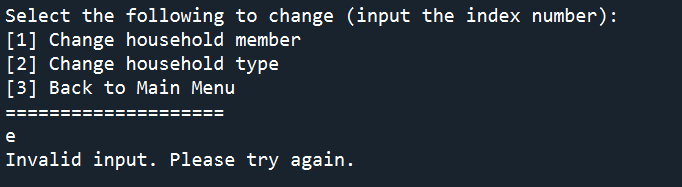 Select the following to change (input the index number):
[1] Change household member
[2] Change household type
[3] Back to Main Menu
====================
e
Invalid input. Please try again.